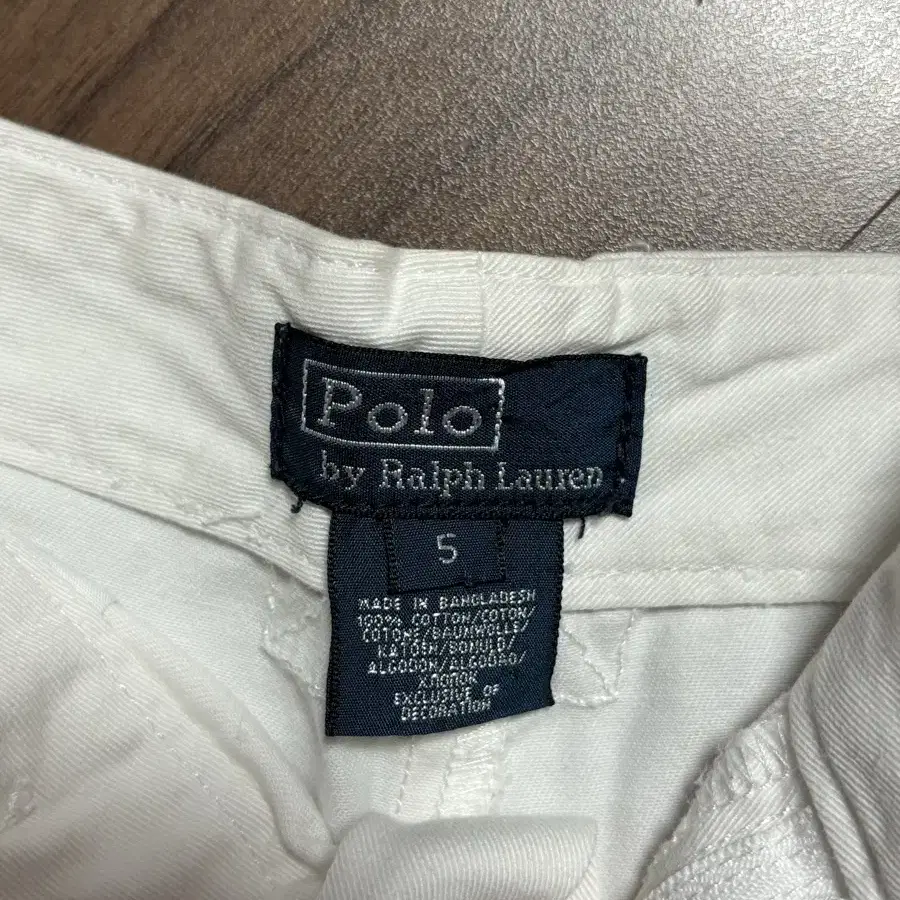 Polo
by Ralph Lauren
5
MADE IN BANGLADESH
100% COTTON/COTON/
COTONE/BAUMWOLLE/
KATOEN/BOMULD/
ALGODON/ALGODAO/
ХЛОПОК
EXCLUSIVE OF
DECORATION